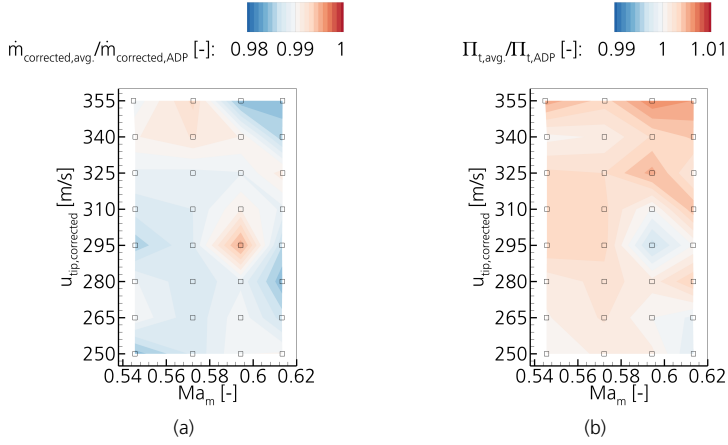 ṁcorrected,avg./ṁcorrected,ADP [-]:
0.98 0.99 1
Πt,avg./Πt,ADP [-]:
0.99 1 1.01
355
340
325
310
295
280
265
250
utip,corrected [m/s]
0.54 0.56 0.58 0.6 0.62
Mam [-]
(a)
355
340
325
310
295
280
265
250
utip,corrected [m/s]
0.54 0.56 0.58 0.6 0.62
Mam [-]
(b)